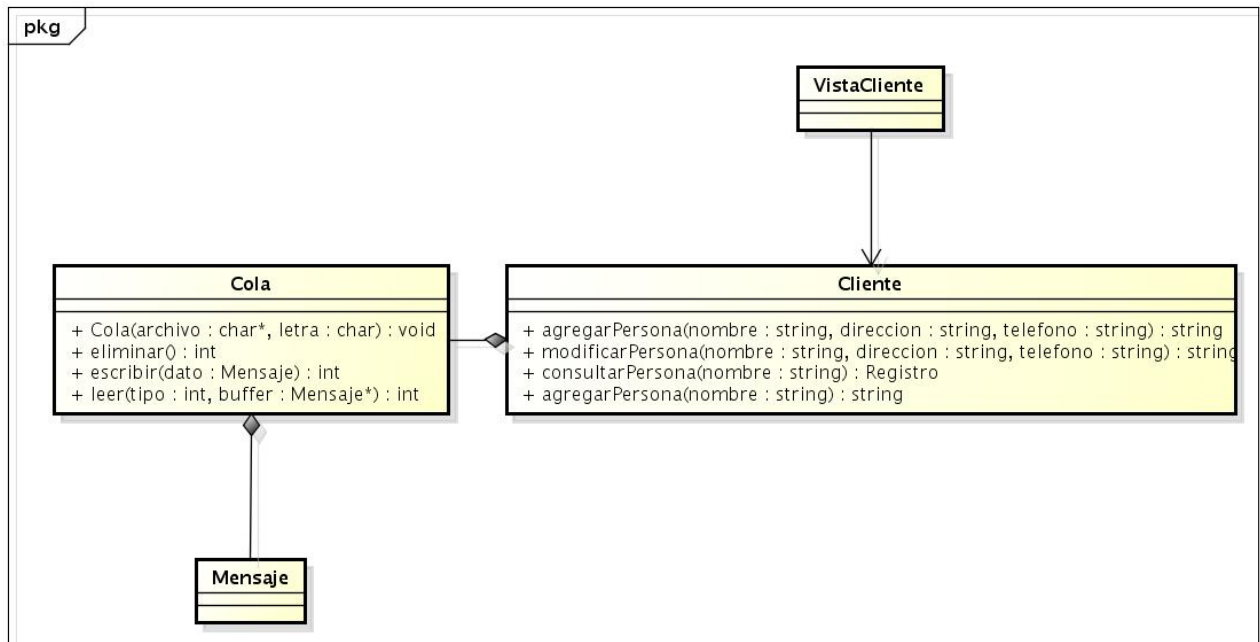 pkg
VistaCliente
Cola
+ Cola(archivo : char*, letra : char) : void
+ eliminar() : int
+ escribir(dato : Mensaje) : int
+ leer(tipo : int, buffer : Mensaje*) : int
Cliente
+ agregarPersona(nombre : string, direccion : string, telefono : string) : string
+ modificarPersona(nombre : string, direccion : string, telefono : string) : string
+ consultarPersona(nombre : string) : Registro
+ agregarPersona(nombre : string) : string
Mensaje